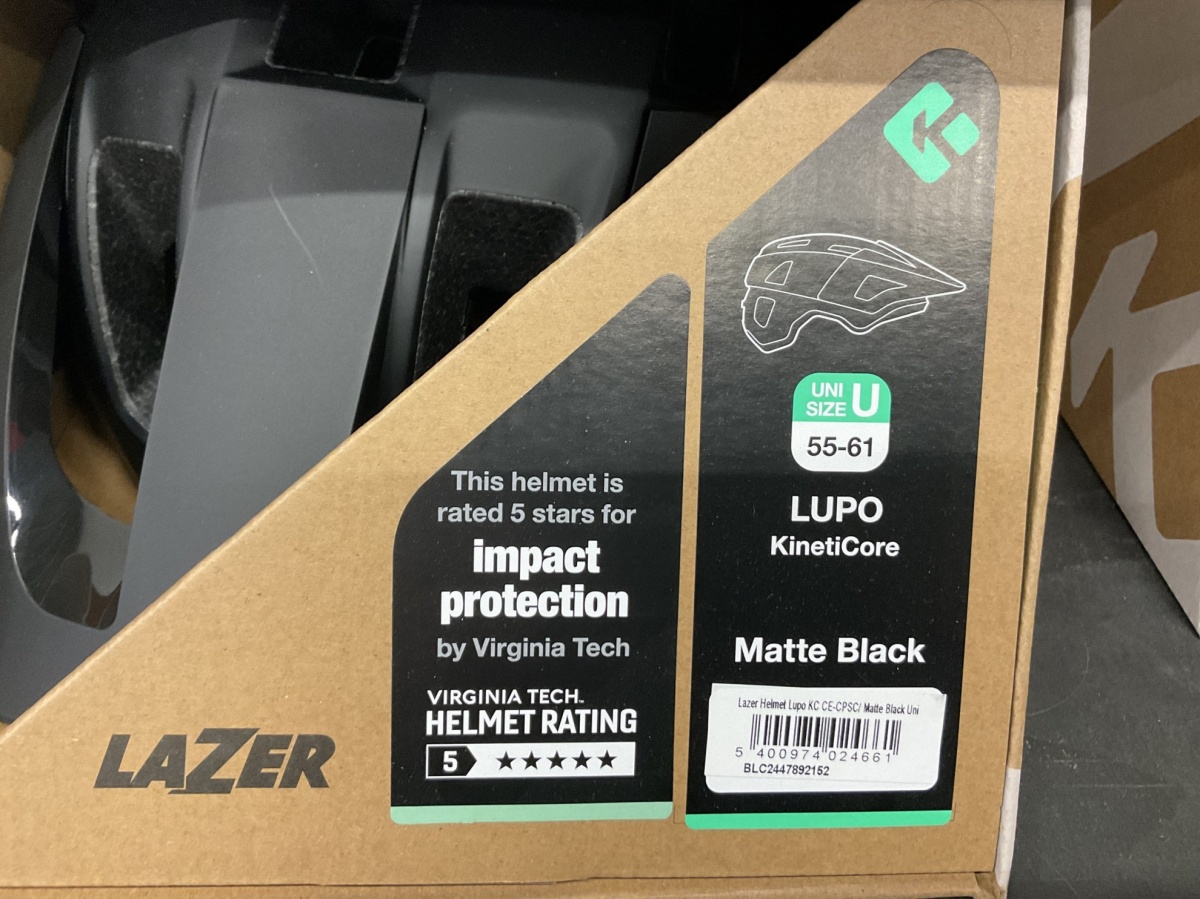 UNI
SIZE U
55-61
LUPO
KinetiCore
Matte Black
Lazer Helmet Lupo KC CE-CPSC/ Matte Black Uni
5 400974 024661
BLC2447892152
This helmet is
rated 5 stars for
impact
protection
by Virginia Tech
VIRGINIA TECH™
HELMET RATING
5 ★★★★★
LAZER